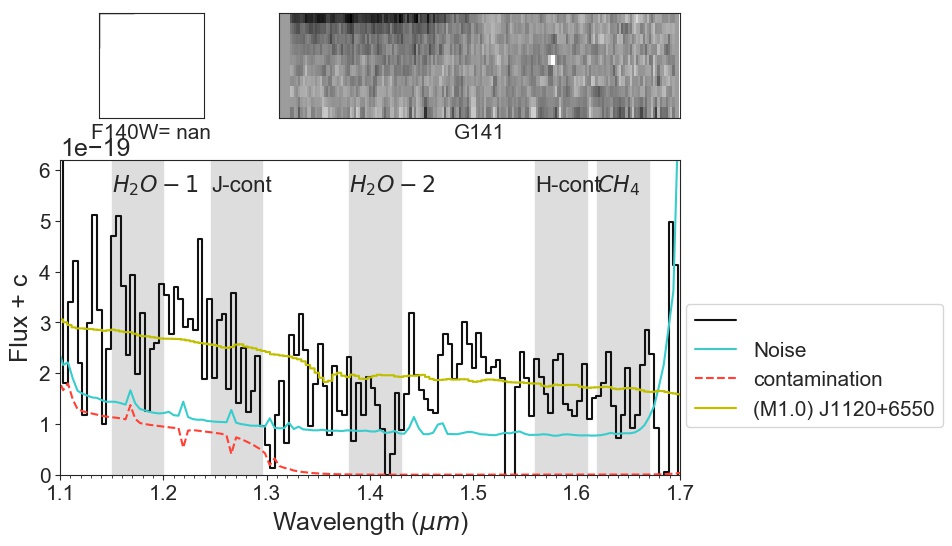 F140W= nan
G141
1e−19
H₂O − 1 J-cont H₂O − 2 H-cont CH₄
6
5
4
3
2
1
0
Flux + c
1.1 1.2 1.3 1.4 1.5 1.6 1.7
Wavelength (μm)
Noise
contamination
(M1.0) J1120+6550